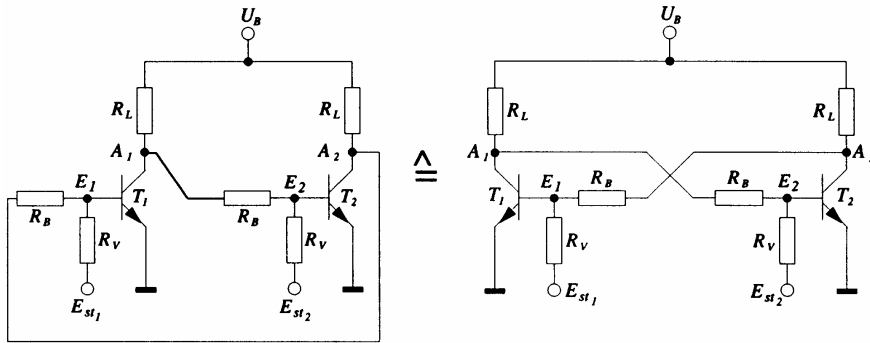 U_B
U_B
R_L
R_L
R_L
R_L
A_1
A_2
≙
A_1
A
E_1
T_1
E_2
T_2
T_1
E_1
R_B
R_B
E_2
T_2
R_B
R_V
R_B
R_V
R_V
R_V
E_st1
E_st2
E_st1
E_st2